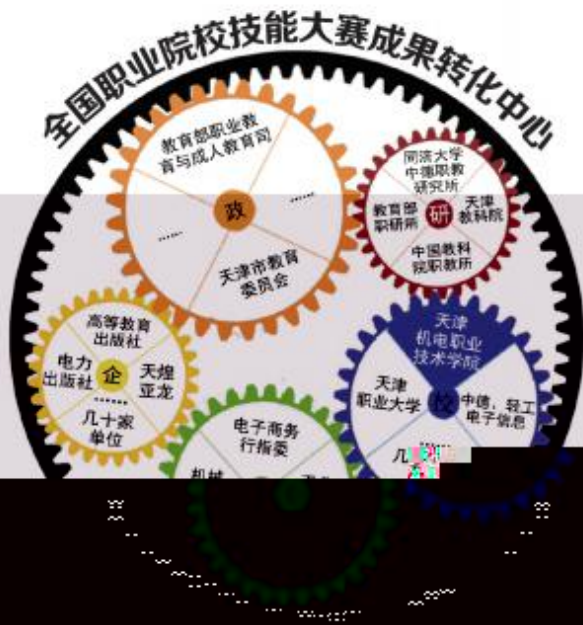 全国职业院校技能大赛成果转化中心
教育部职业教
育与成人教育司
政
……
……
天津市教育
委员会
同济大学
中德职教
研究所
教育部
职研所
研
天津
教科院
中国教科
院职教所
高等教育
出版社
电力
出版社
企
天煌
亚龙
……
几十家
单位
天津
机电职业
技术学院
天津
职业大学
校
中德，轻工
电子信息
……
电子商务
行指委
机械